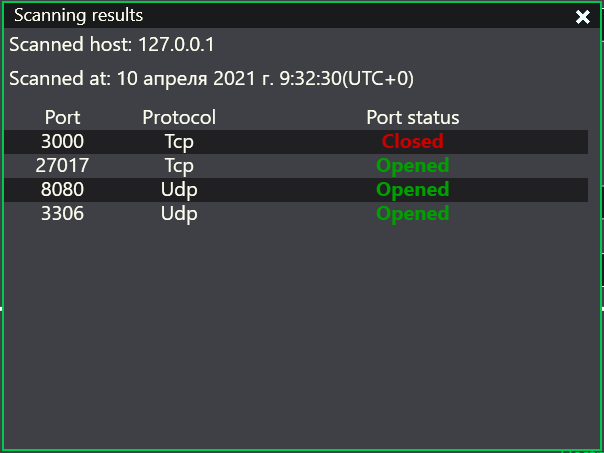 Scanning results
Scanned host: 127.0.0.1
Scanned at: 10 апреля 2021 г. 9:32:30(UTC+0)
Port Protocol Port status
3000 Tcp Closed
27017 Tcp Opened
8080 Udp Opened
3306 Udp Opened